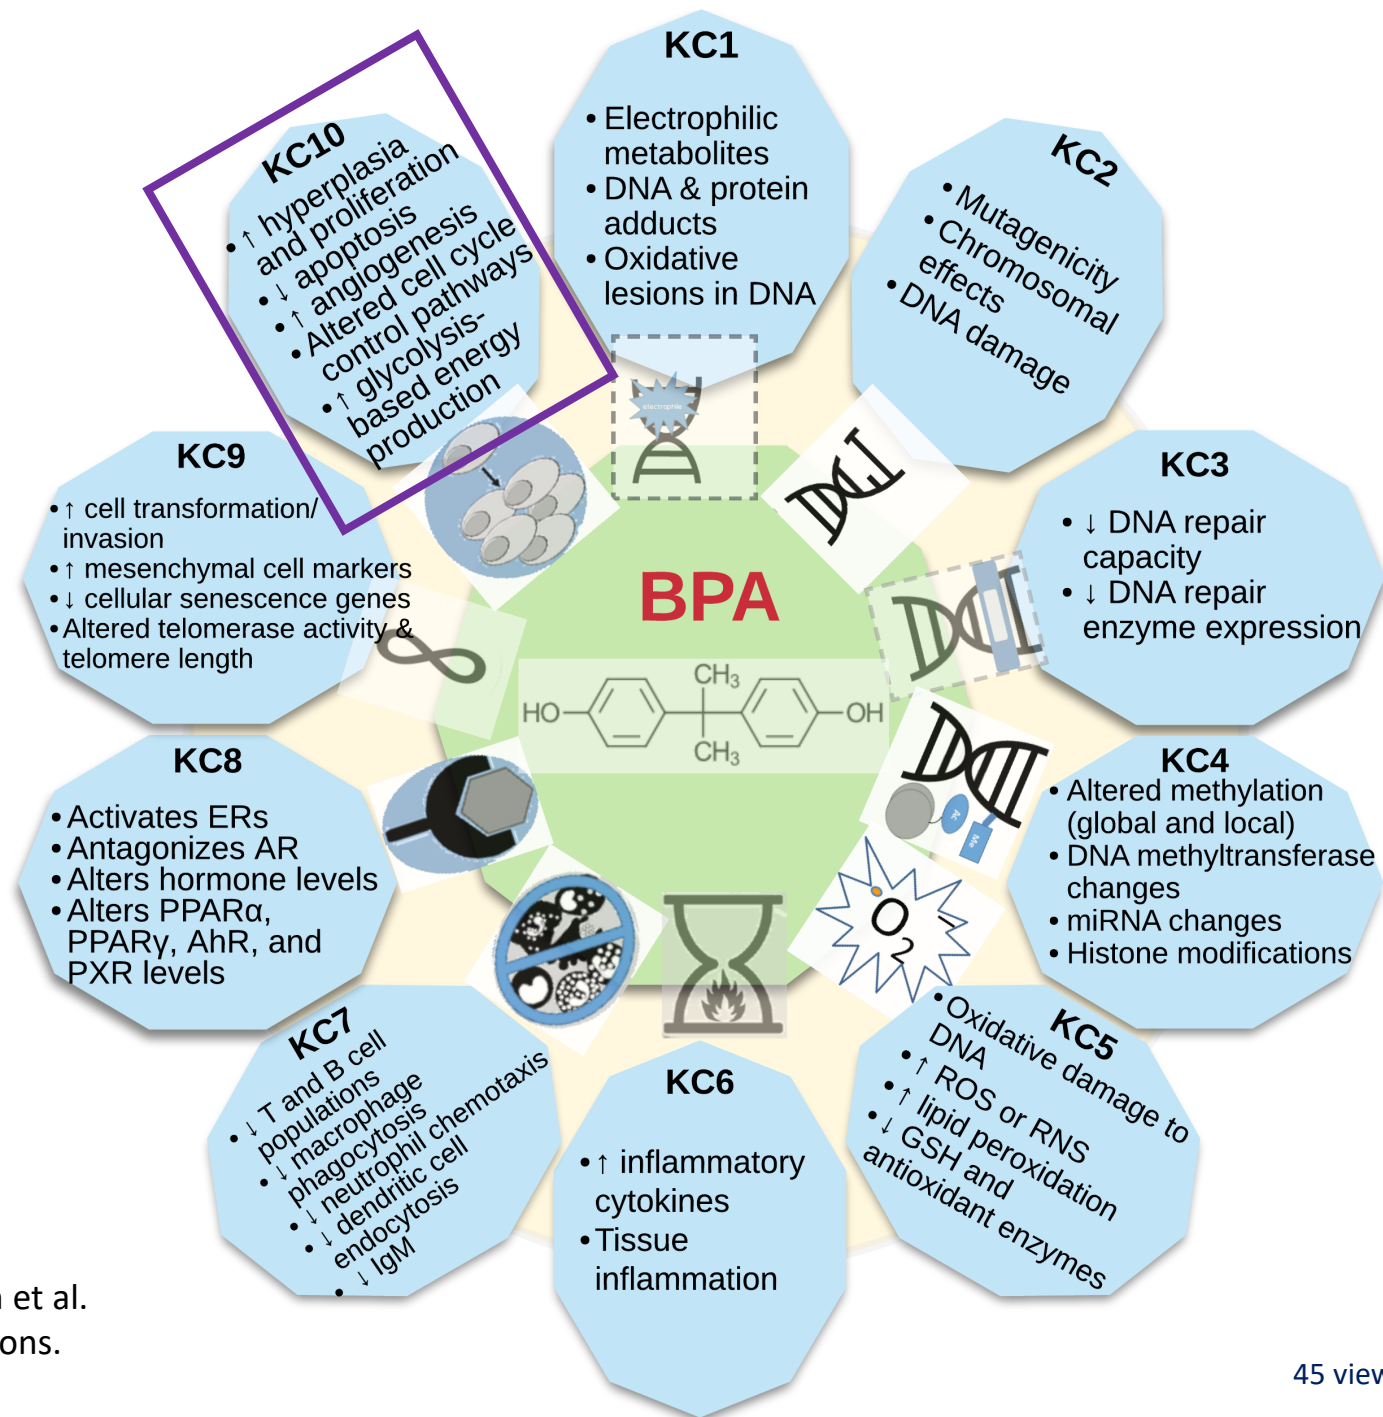 KC1
• Electrophilic
metabolites
• DNA & protein
adducts
• Oxidative
lesions in DNA
electrophile
KC2
• Mutagenicity
• Chromosomal
effects
• DNA damage
KC3
• ↓ DNA repair
capacity
• ↓ DNA repair
enzyme expression
KC4
• Altered methylation
(global and local)
• DNA methyltransferase
changes
• miRNA changes
• Histone modifications
Ac
Me
KC5
• Oxidative damage to
DNA
• ↑ ROS or RNS
• ↑ lipid peroxidation
• ↓ GSH and
antioxidant enzymes
O2-
KC6
• ↑ inflammatory
cytokines
• Tissue
inflammation
KC7
• ↓ T and B cell
populations
• ↓ macrophage
phagocytosis
• ↓ neutrophil chemotaxis
• ↓ dendritic cell
endocytosis
• ↓ IgM
KC8
• Activates ERs
• Antagonizes AR
• Alters hormone levels
• Alters PPARα,
PPARγ, AhR, and
PXR levels
KC9
• ↑ cell transformation/
invasion
• ↑ mesenchymal cell markers
• ↓ cellular senescence genes
• Altered telomerase activity &
telomere length
KC10
• ↑ hyperplasia
and proliferation
• ↓ apoptosis
• ↑ angiogenesis
• Altered cell cycle
control pathways
• ↑ glycolysis-
based energy
production
BPA
CH3
HO
OH
CH3
et al.
ons.
45 view